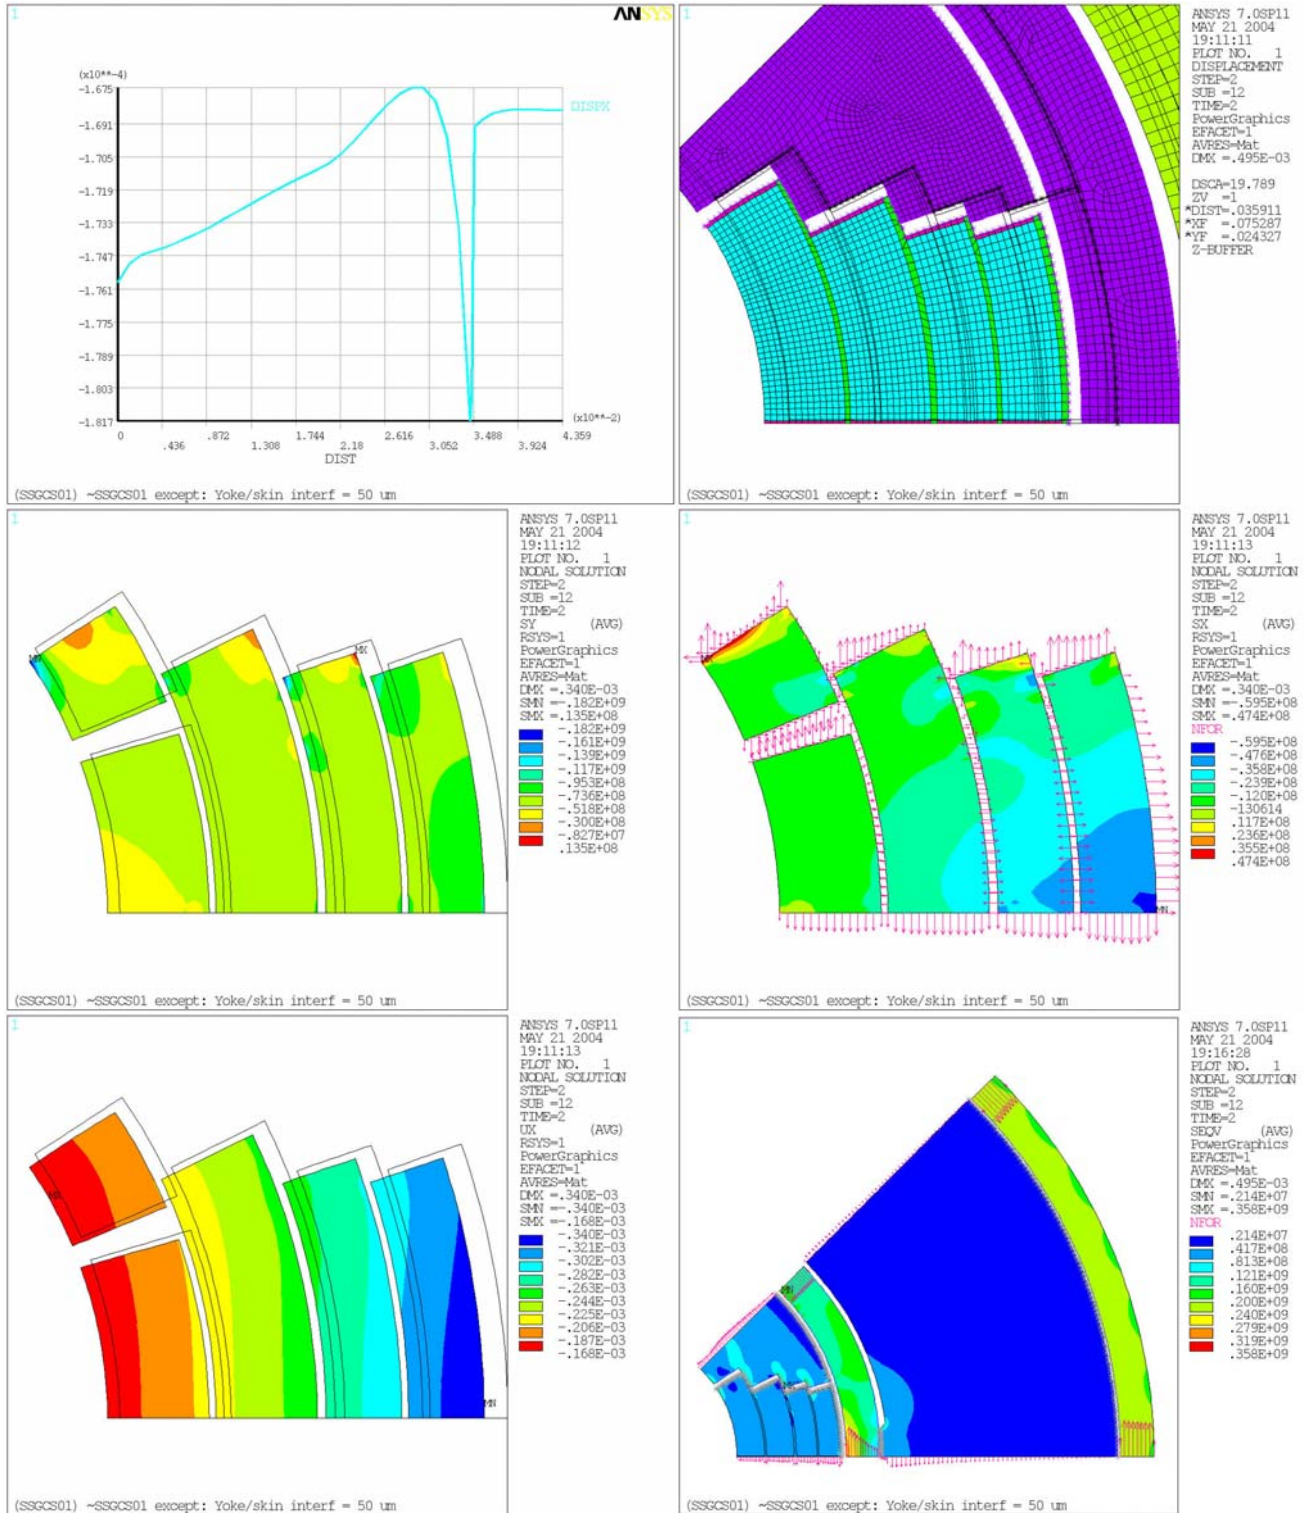 1
ANSYS
(x10**-4)
-1.675
-1.691
-1.705
-1.719
-1.733
-1.747
-1.761
-1.775
-1.789
-1.803
-1.817
DISPX
(x10**-2)
0 .872 1.744 2.616 3.488 4.359
.436 1.308 2.18 3.052 3.924
DIST
(SSGCS01) ~SSGCS01 except: Yoke/skin interf = 50 um
1
ANSYS 7.0SP11
MAY 21 2004
19:11:11
PLOT NO. 1
DISPLACEMENT
STEP=2
SUB =12
TIME=2
PowerGraphics
EFACET=1
AVRES=Mat
DMX =.495E-03
DSCA=19.789
ZV =1
*DIST=.035911
*XF =.075287
*YF =.024327
Z-BUFFER
(SSGCS01) ~SSGCS01 except: Yoke/skin interf = 50 um
1
MN
MX
ANSYS 7.0SP11
MAY 21 2004
19:11:12
PLOT NO. 1
NODAL SOLUTION
STEP=2
SUB =12
TIME=2
SY (AVG)
RSYS=1
PowerGraphics
EFACET=1
AVRES=Mat
DMX =.340E-03
SMN =-.182E+09
SMX =.135E+08
-.182E+09
-.161E+09
-.139E+09
-.117E+09
-.953E+08
-.736E+08
-.518E+08
-.300E+08
-.827E+07
.135E+08
(SSGCS01) ~SSGCS01 except: Yoke/skin interf = 50 um
1
MN
ANSYS 7.0SP11
MAY 21 2004
19:11:13
PLOT NO. 1
NODAL SOLUTION
STEP=2
SUB =12
TIME=2
SX (AVG)
RSYS=1
PowerGraphics
EFACET=1
AVRES=Mat
DMX =.340E-03
SMN =-.595E+08
SMX =.474E+08
NFOR
-.595E+08
-.476E+08
-.358E+08
-.239E+08
-.120E+08
-130614
.117E+08
.236E+08
.355E+08
.474E+08
(SSGCS01) ~SSGCS01 except: Yoke/skin interf = 50 um
1
MX
MN
ANSYS 7.0SP11
MAY 21 2004
19:11:13
PLOT NO. 1
NODAL SOLUTION
STEP=2
SUB =12
TIME=2
UX (AVG)
RSYS=1
PowerGraphics
EFACET=1
AVRES=Mat
DMX =.340E-03
SMN =-.340E-03
SMX =-.168E-03
-.340E-03
-.321E-03
-.302E-03
-.282E-03
-.263E-03
-.244E-03
-.225E-03
-.206E-03
-.187E-03
-.168E-03
(SSGCS01) ~SSGCS01 except: Yoke/skin interf = 50 um
1
MN
ANSYS 7.0SP11
MAY 21 2004
19:16:28
PLOT NO. 1
NODAL SOLUTION
STEP=2
SUB =12
TIME=2
SEQV (AVG)
PowerGraphics
EFACET=1
AVRES=Mat
DMX =.495E-03
SMN =.214E+07
SMX =.358E+09
NFOR
.214E+07
.417E+08
.813E+08
.121E+09
.160E+09
.200E+09
.240E+09
.279E+09
.319E+09
.358E+09
(SSGCS01) ~SSGCS01 except: Yoke/skin interf = 50 um